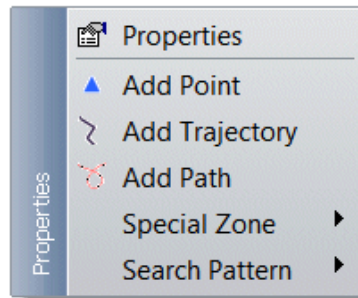 Properties
Properties
Add Point
Add Trajectory
Add Path
Special Zone
Search Pattern